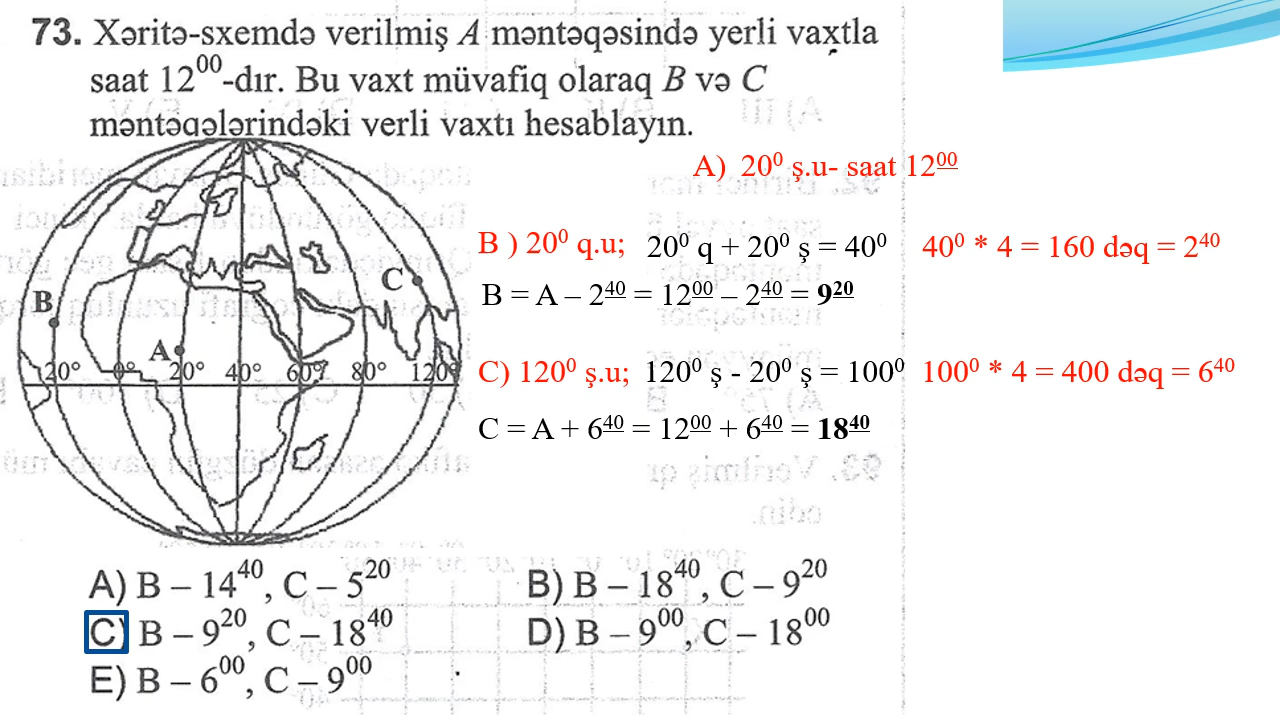 73. Xəritə-sxemdə verilmiş A məntəqəsində yerli vaxtla
saat 12⁰⁰-dır. Bu vaxt müvafiq olaraq B və C
məntəqələrindəki yerli vaxtı hesablayın.
A) 20⁰ ş.u- saat 12⁰⁰
B ) 20⁰ q.u; 20⁰ q + 20⁰ ş = 40⁰ 40⁰ * 4 = 160 dəq = 2⁴⁰
B = A – 2⁴⁰ = 12⁰⁰ – 2⁴⁰ = 9²⁰
C) 120⁰ ş.u; 120⁰ ş - 20⁰ ş = 100⁰ 100⁰ * 4 = 400 dəq = 6⁴⁰
C = A + 6⁴⁰ = 12⁰⁰ + 6⁴⁰ = 18⁴⁰
C
B
A
20° 0° 20° 40° 60° 80° 120°
A) B – 14⁴⁰, C – 5²⁰
B) B – 18⁴⁰, C – 9²⁰
C) B – 9²⁰, C – 18⁴⁰
D) B – 9⁰⁰, C – 18⁰⁰
E) B – 6⁰⁰, C – 9⁰⁰